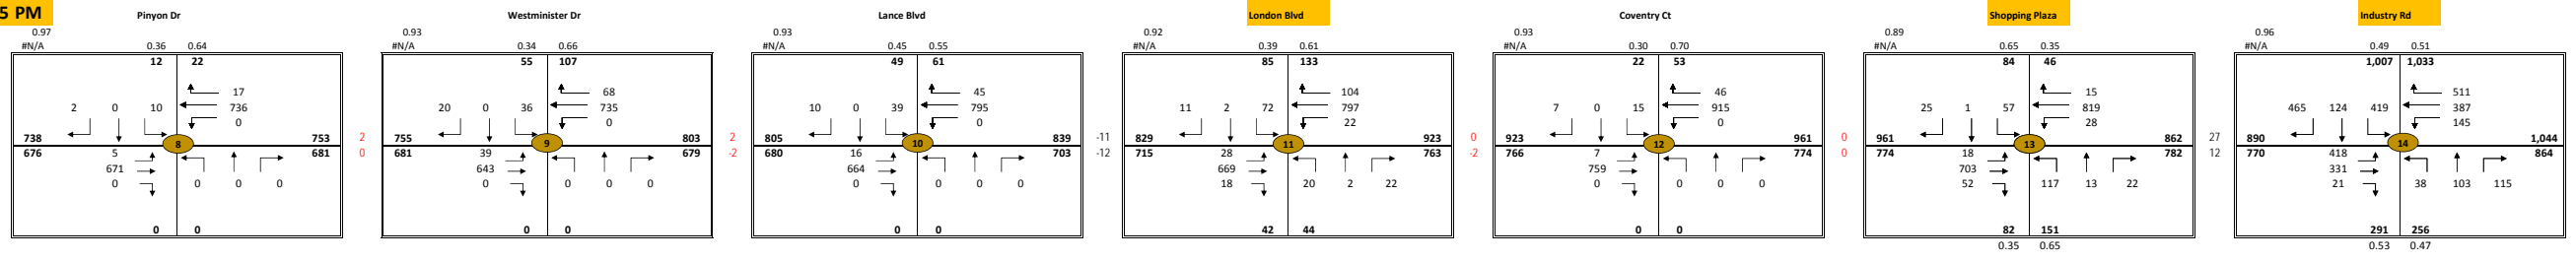 5 PM
Pinyon Dr
0.97
#N/A 0.36 0.64
12 22
17
2 0 10 736
0
738 8 753
676 5 681
671
0 0 0 0
0 0
2
0
Westminister Dr
0.93
#N/A 0.34 0.66
55 107
68
20 0 36 735
0
755 9 803
681 39 679
643
0 0 0 0
0 0
2
-2
Lance Blvd
0.93
#N/A 0.45 0.55
49 61
45
10 0 39 795
0
805 10 839
680 16 703
664
0 0 0 0
0 0
-11
-12
London Blvd
0.92
#N/A 0.39 0.61
85 133
104
11 2 72 797
22
829 11 923
715 28 763
669
18 20 2 22
42 44
0
-2
Coventry Ct
0.93
#N/A 0.30 0.70
22 53
46
7 0 15 915
0
923 12 961
766 7 774
759
0 0 0 0
0 0
0
0
Shopping Plaza
0.89
#N/A 0.65 0.35
84 46
15
25 1 57 819
28
961 13 862
774 18 782
703
52 117 13 22
82 151
0.35 0.65
27
12
Industry Rd
0.96
#N/A 0.49 0.51
1,007 1,033
511
465 124 419 387
145
890 14 1,044
770 418 864
331
21 38 103 115
291 256
0.53 0.47